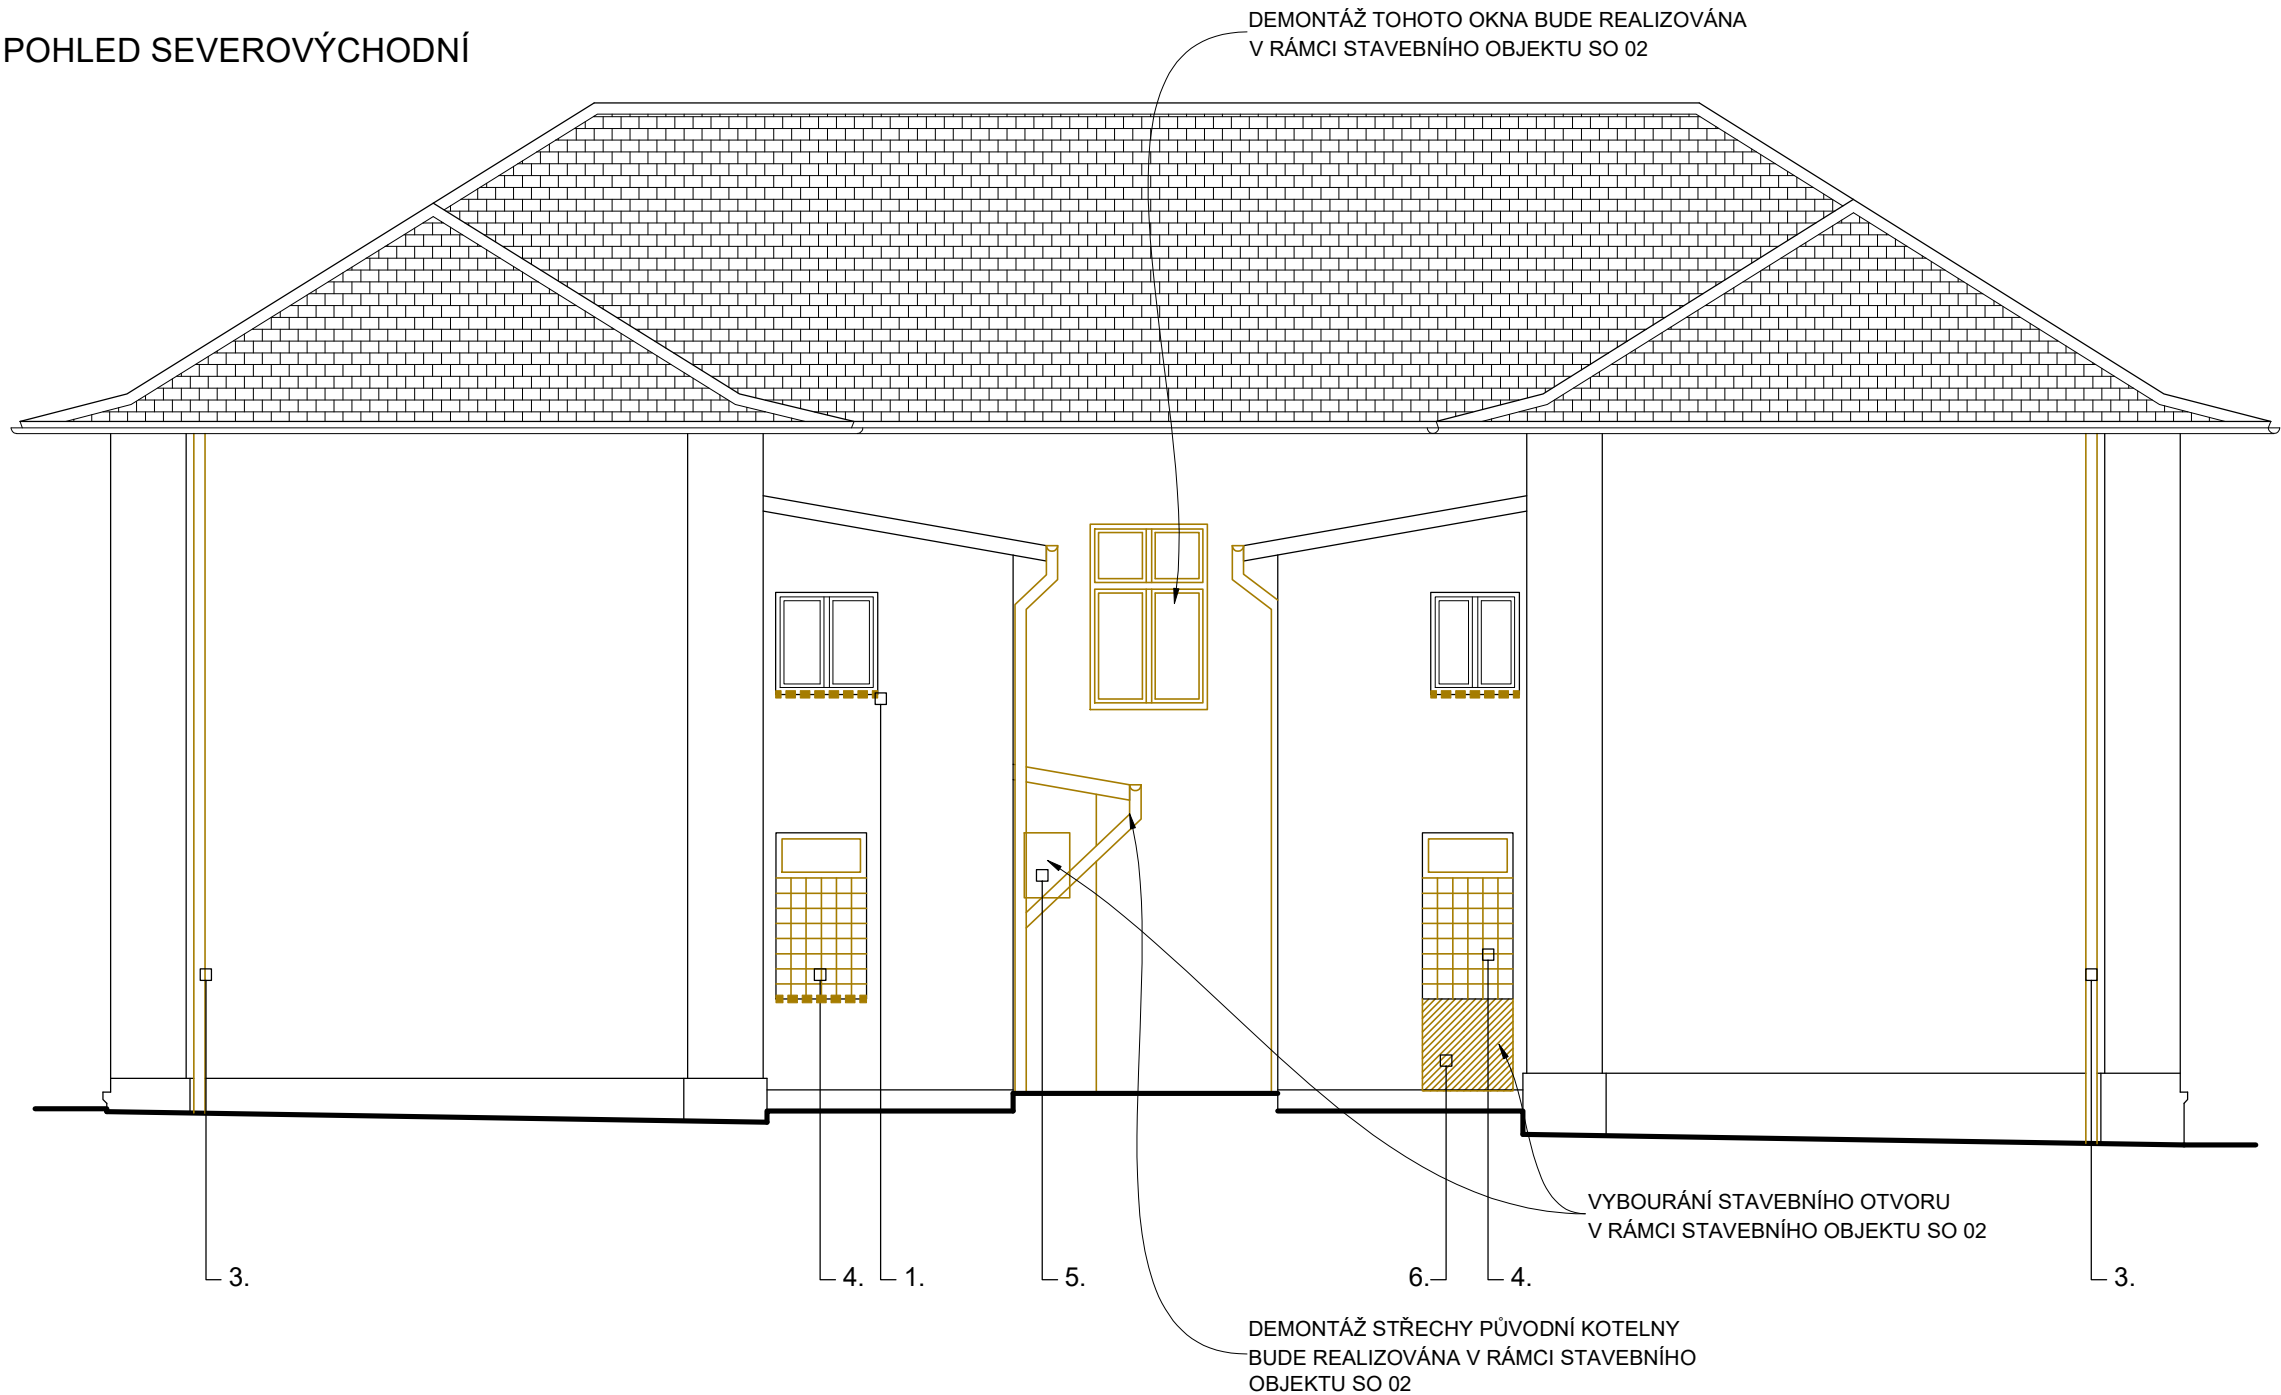 DEMONTÁŽ TOHOTO OKNA BUDE REALIZOVÁNA
V RÁMCI STAVEBNÍHO OBJEKTU SO 02
POHLED SEVEROVÝCHODNÍ
VYBOURÁNÍ STAVEBNÍHO OTVORU
V RÁMCI STAVEBNÍHO OBJEKTU SO 02
3.
4.
1.
5.
6.
4.
3.
DEMONTÁŽ STŘECHY PŮVODNÍ KOTELNY
BUDE REALIZOVÁNA V RÁMCI STAVEBNÍHO
OBJEKTU SO 02